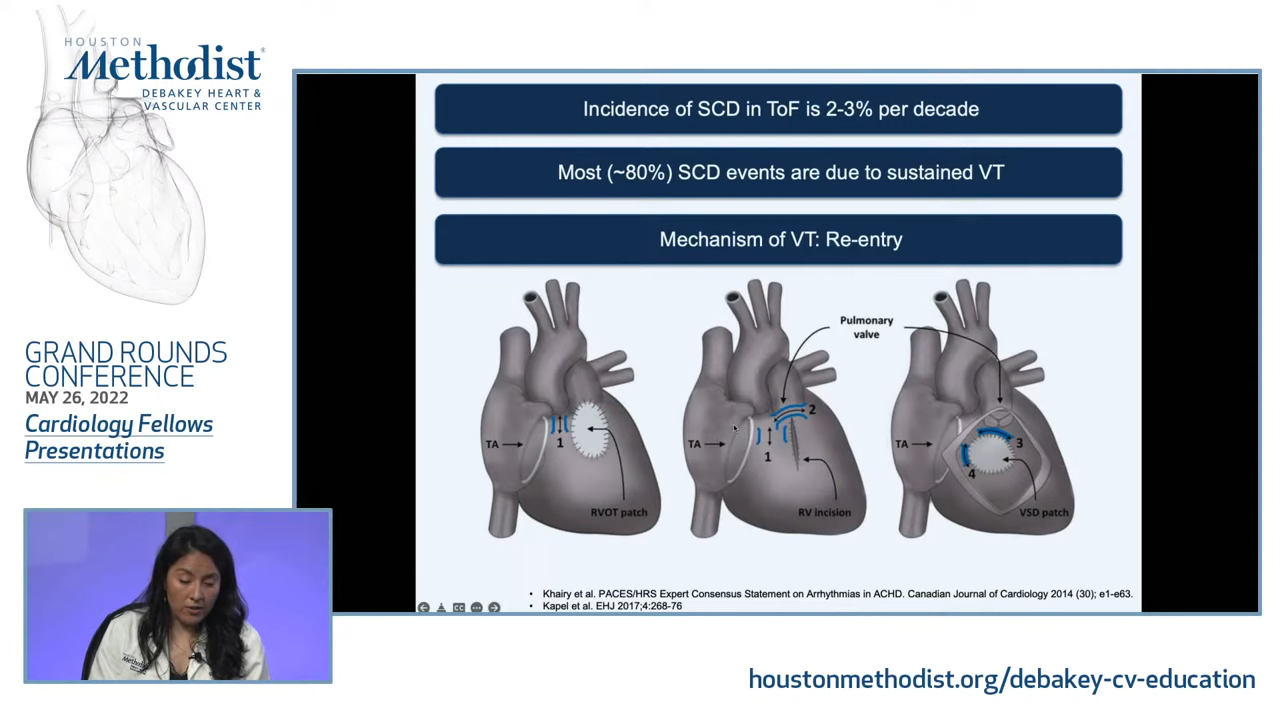 HOUSTON
Methodist®
DEBAKEY HEART &
VASCULAR CENTER
GRAND ROUNDS
CONFERENCE
MAY 26, 2022
Cardiology Fellows
Presentations
Incidence of SCD in ToF is 2-3% per decade
Most (~80%) SCD events are due to sustained VT
Mechanism of VT: Re-entry
TA
1
RVOT patch
Pulmonary
valve
TA
1
2
RV incision
TA
3
4
VSD patch
• Khairy et al. PACES/HRS Expert Consensus Statement on Arrhythmias in ACHD. Canadian Journal of Cardiology 2014 (30); e1-e63.
• Kapel et al. EHJ 2017;4:268-76
CC
Methodist
houstonmethodist.org/debakey-cv-education